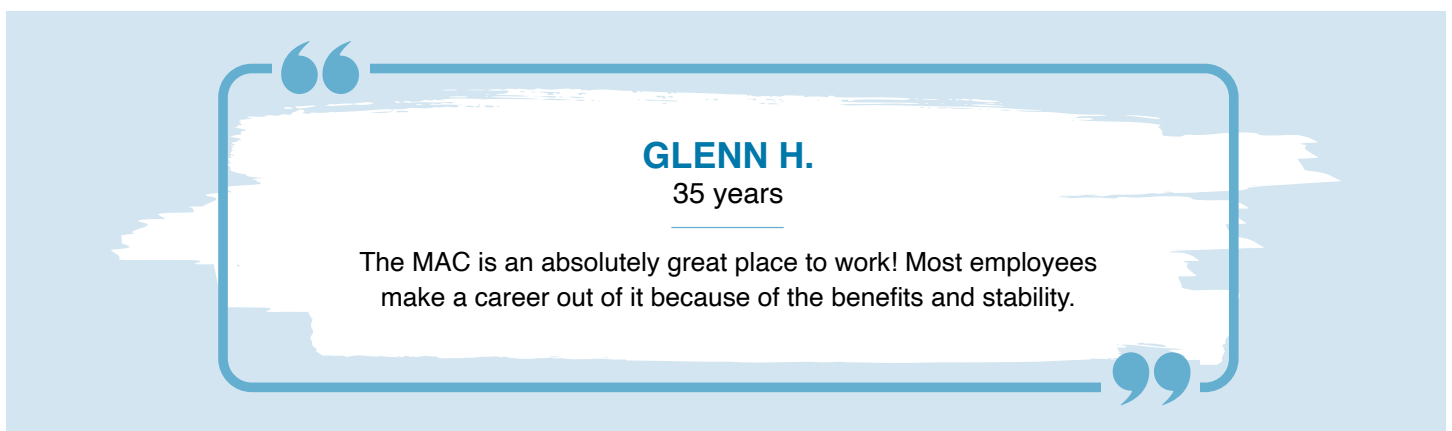 GLENN H.
35 years
The MAC is an absolutely great place to work! Most employees
make a career out of it because of the benefits and stability.